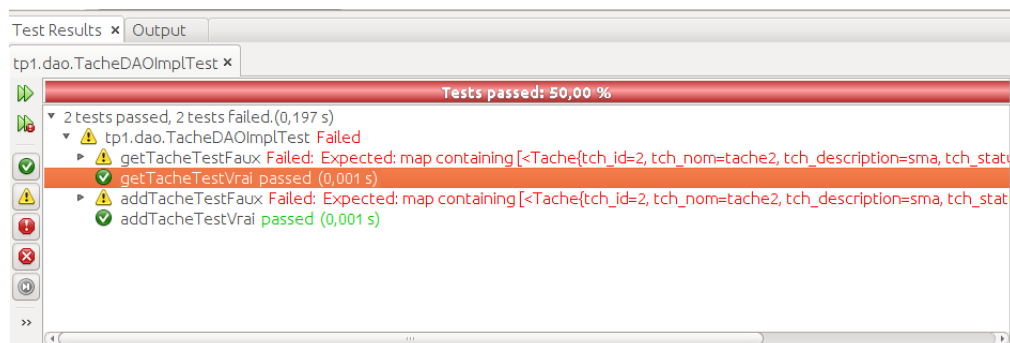 Test Results × Output
tp1.dao.TacheDAOImplTest ×
Tests passed: 50,00 %
2 tests passed, 2 tests failed.(0,197 s)
tp1.dao.TacheDAOImplTest Failed
getTacheTestFaux Failed: Expected: map containing [<Tache{tch_id=2, tch_nom=tache2, tch_description=sma, tch_statu
getTacheTestVrai passed (0,001 s)
addTacheTestFaux Failed: Expected: map containing [<Tache{tch_id=2, tch_nom=tache2, tch_description=sma, tch_stat
addTacheTestVrai passed (0,001 s)